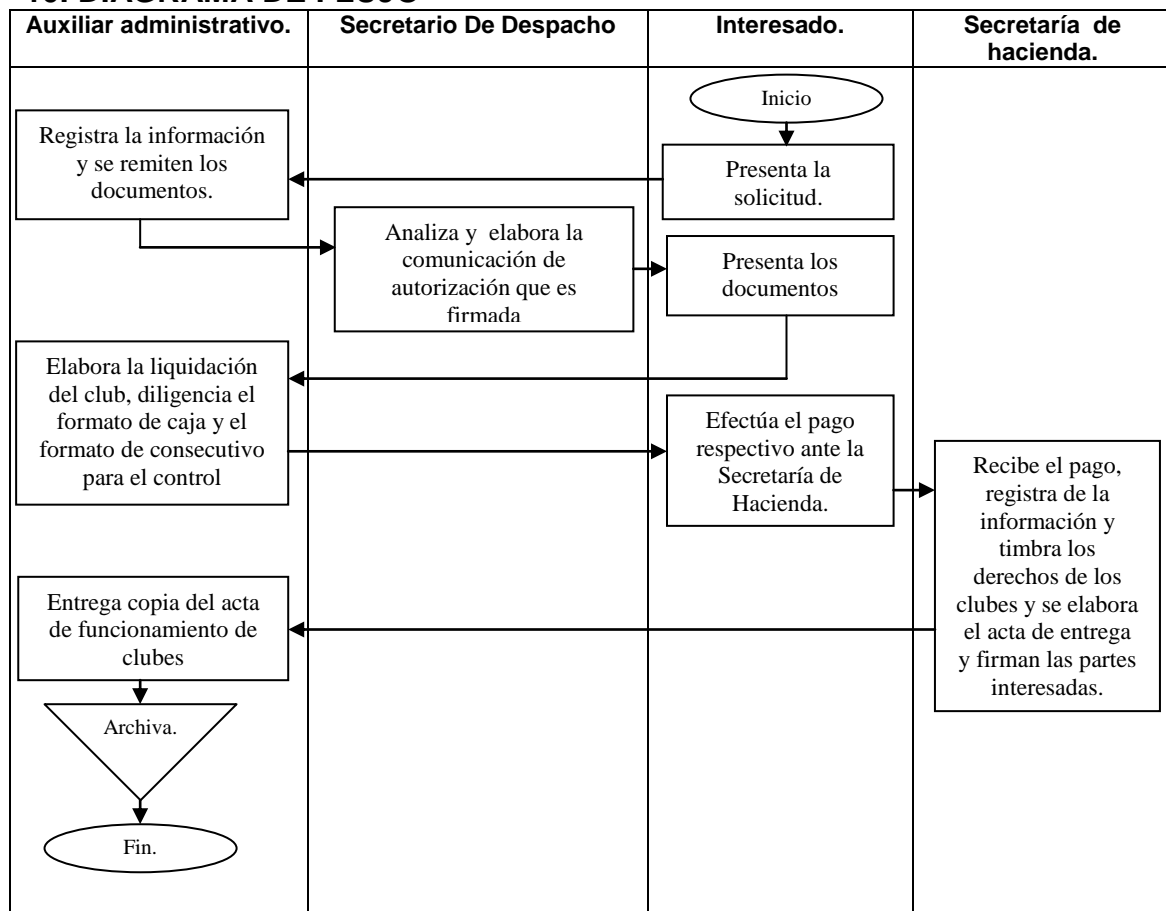 Auxiliar administrativo.
Secretario De Despacho
Interesado.
Secretaría de
hacienda.
Inicio
Presenta la
solicitud.
Registra la información
y se remiten los
documentos.
Analiza y elabora la
comunicación de
autorización que es
firmada
Presenta los
documentos
Elabora la liquidación
del club, diligencia el
formato de caja y el
formato de consecutivo
para el control
Efectúa el pago
respectivo ante la
Secretaría de
Hacienda.
Recibe el pago,
registra de la
información y
timbra los
derechos de los
clubes y se elabora
el acta de entrega
y firman las partes
interesadas.
Entrega copia del acta
de funcionamiento de
clubes
Archiva.
Fin.